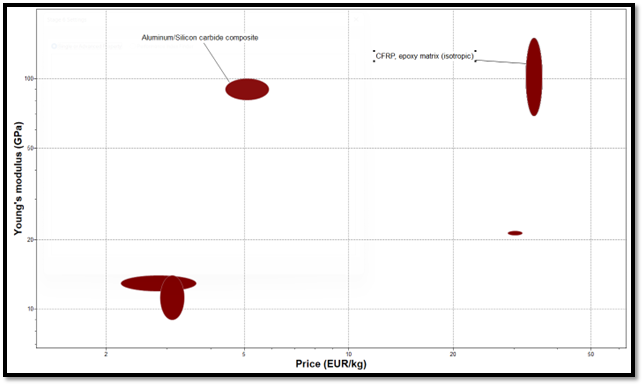 Aluminum/Silicon carbide composite
CFRP, epoxy matrix (isotropic)
100
50
20
10
Young's modulus (GPa)
2
5
10
20
50
Price (EUR/kg)